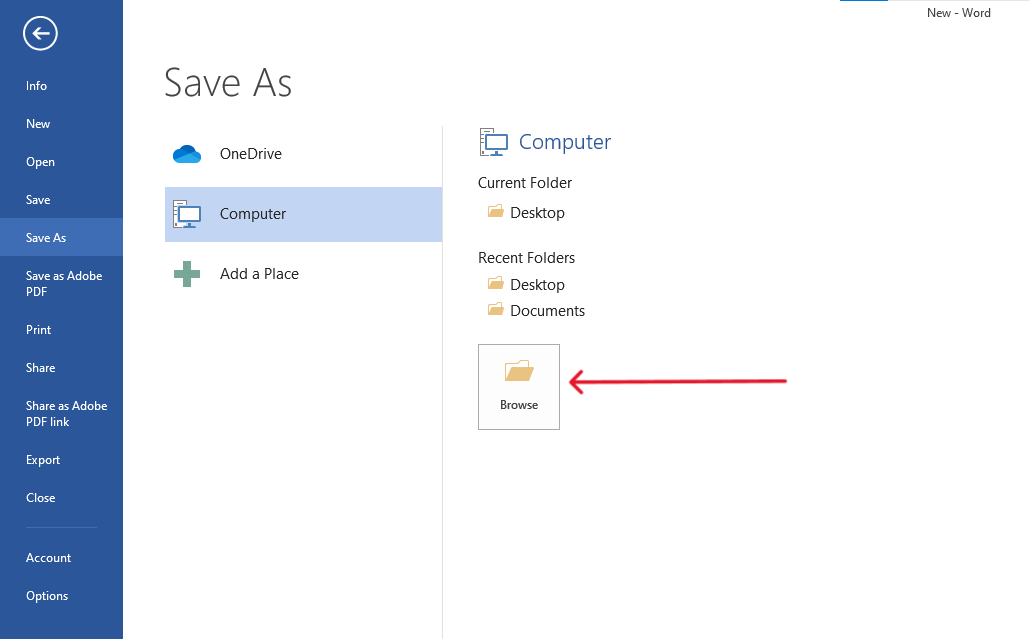 New - Word
Info
New
Open
Save
Save As
Save as Adobe
PDF
Print
Share
Share as Adobe
PDF link
Export
Close
Account
Options
Save As
OneDrive
Computer
Add a Place
Computer
Current Folder
Desktop
Recent Folders
Desktop
Documents
Browse